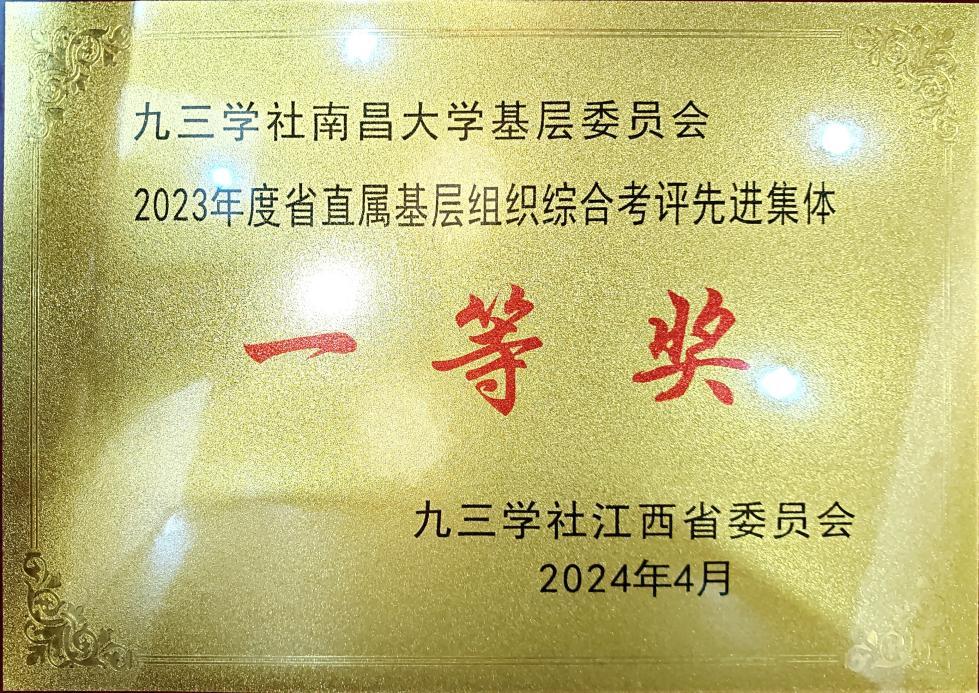 九三学社南昌大学基层委员会
2023年度省直属基层组织综合考评先进集体
一等奖
九三学社江西省委员会
2024年4月